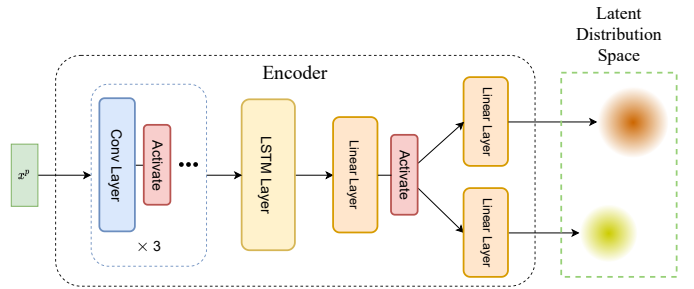 Latent
Distribution
Space
Encoder
x^p
Conv Layer
Activate
•••
× 3
LSTM Layer
Linear Layer
Activate
Linear Layer
Linear Layer